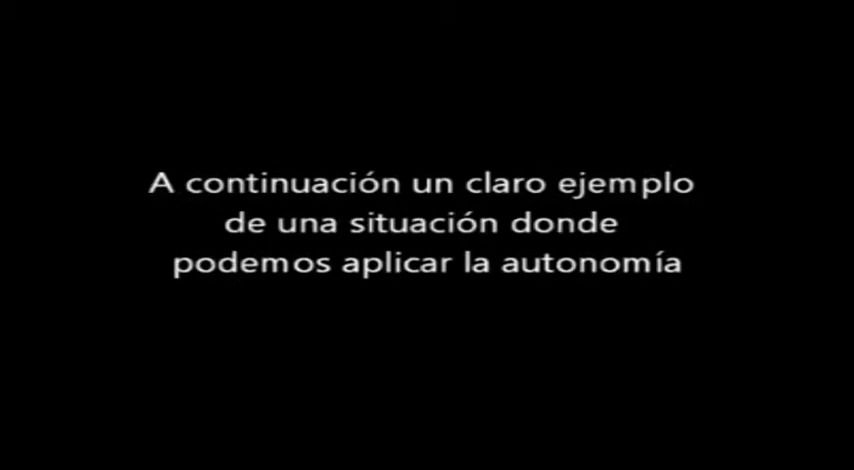 A continuación un claro ejemplo
de una situación donde
podemos aplicar la autonomía